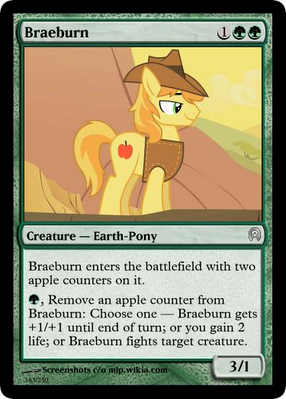 Braeburn 1
Creature — Earth-Pony
Braeburn enters the battlefield with two
apple counters on it.
, Remove an apple counter from
Braeburn: Choose one — Braeburn gets
+1/+1 until end of turn; or you gain 2
life; or Braeburn fights target creature.
Screenshots c/o mlp.wikia.com
3/1